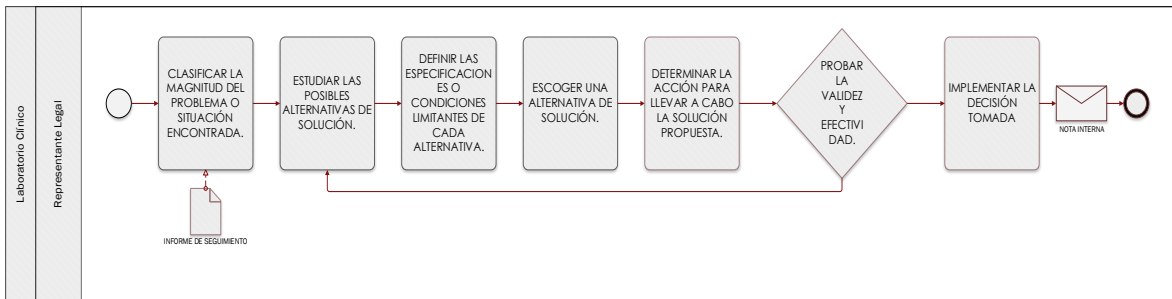 Laboratorio Clínico
Representante Legal
CLASIFICAR LA
MAGNITUD DEL
PROBLEMA O
SITUACIÓN
ENCONTRADA.
ESTUDIAR LAS
POSIBLES
ALTERNATIVAS DE
SOLUCIÓN.
DEFINIR LAS
ESPECIFICACION
ES O
CONDICIONES
LIMITANTES DE
CADA
ALTERNATIVA.
ESCOGER UNA
ALTERNATIVA DE
SOLUCIÓN.
DETERMINAR LA
ACCIÓN PARA
LLEVAR A CABO
LA SOLUCIÓN
PROPUESTA.
PROBAR
LA
VALIDEZ
Y
EFECTIVI
DAD.
IMPLEMENTAR LA
DECISIÓN
TOMADA
NOTA INTERNA
INFORME DE SEGUIMIENTO